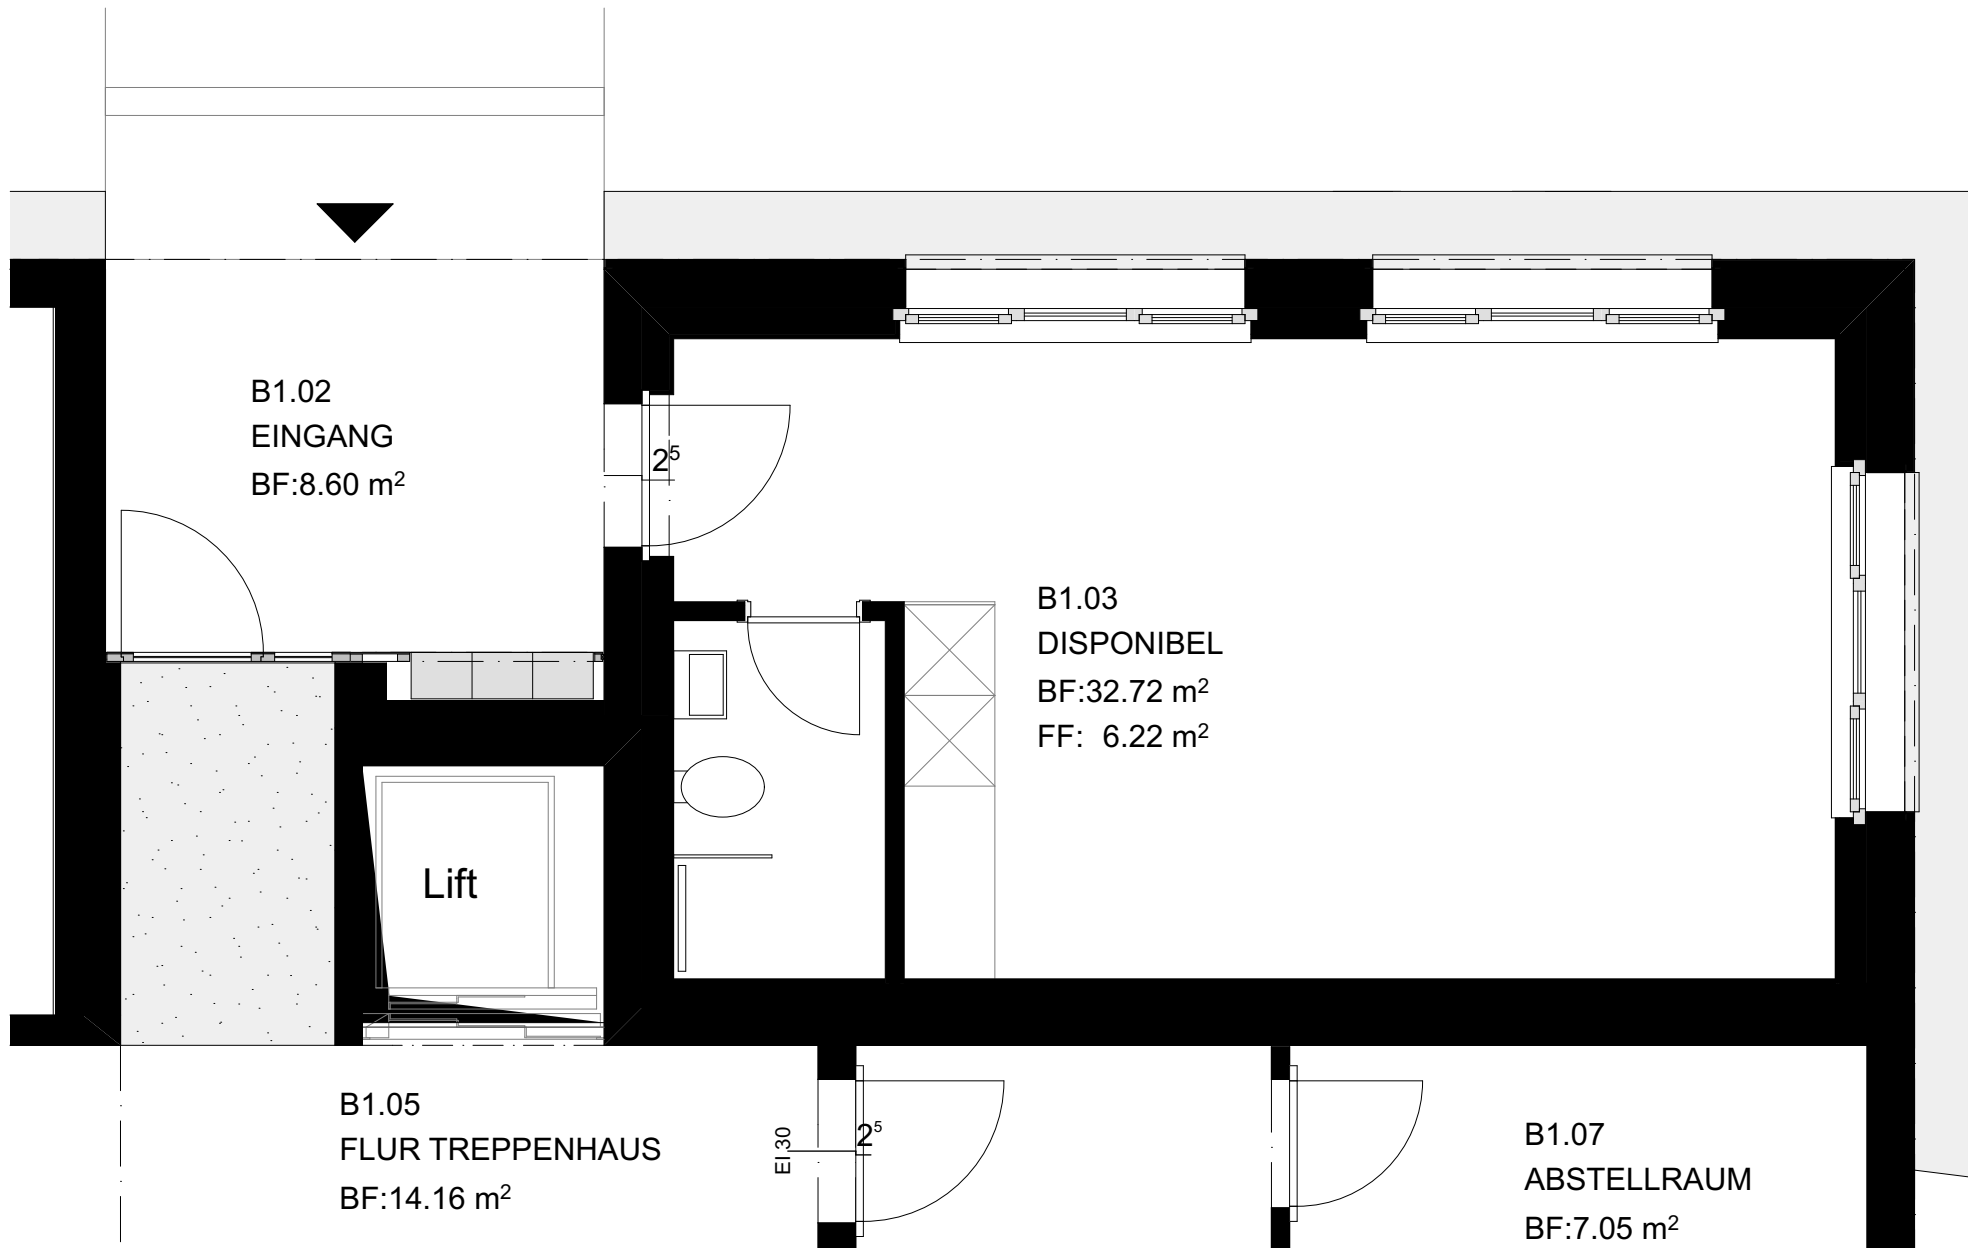 B1.02
EINGANG
BF:8.60 m²
2⁵
B1.03
DISPONIBEL
BF:32.72 m²
FF: 6.22 m²
Lift
B1.05
FLUR TREPPENHAUS
BF:14.16 m²
EI 30
2⁵
B1.07
ABSTELLRAUM
BF:7.05 m²